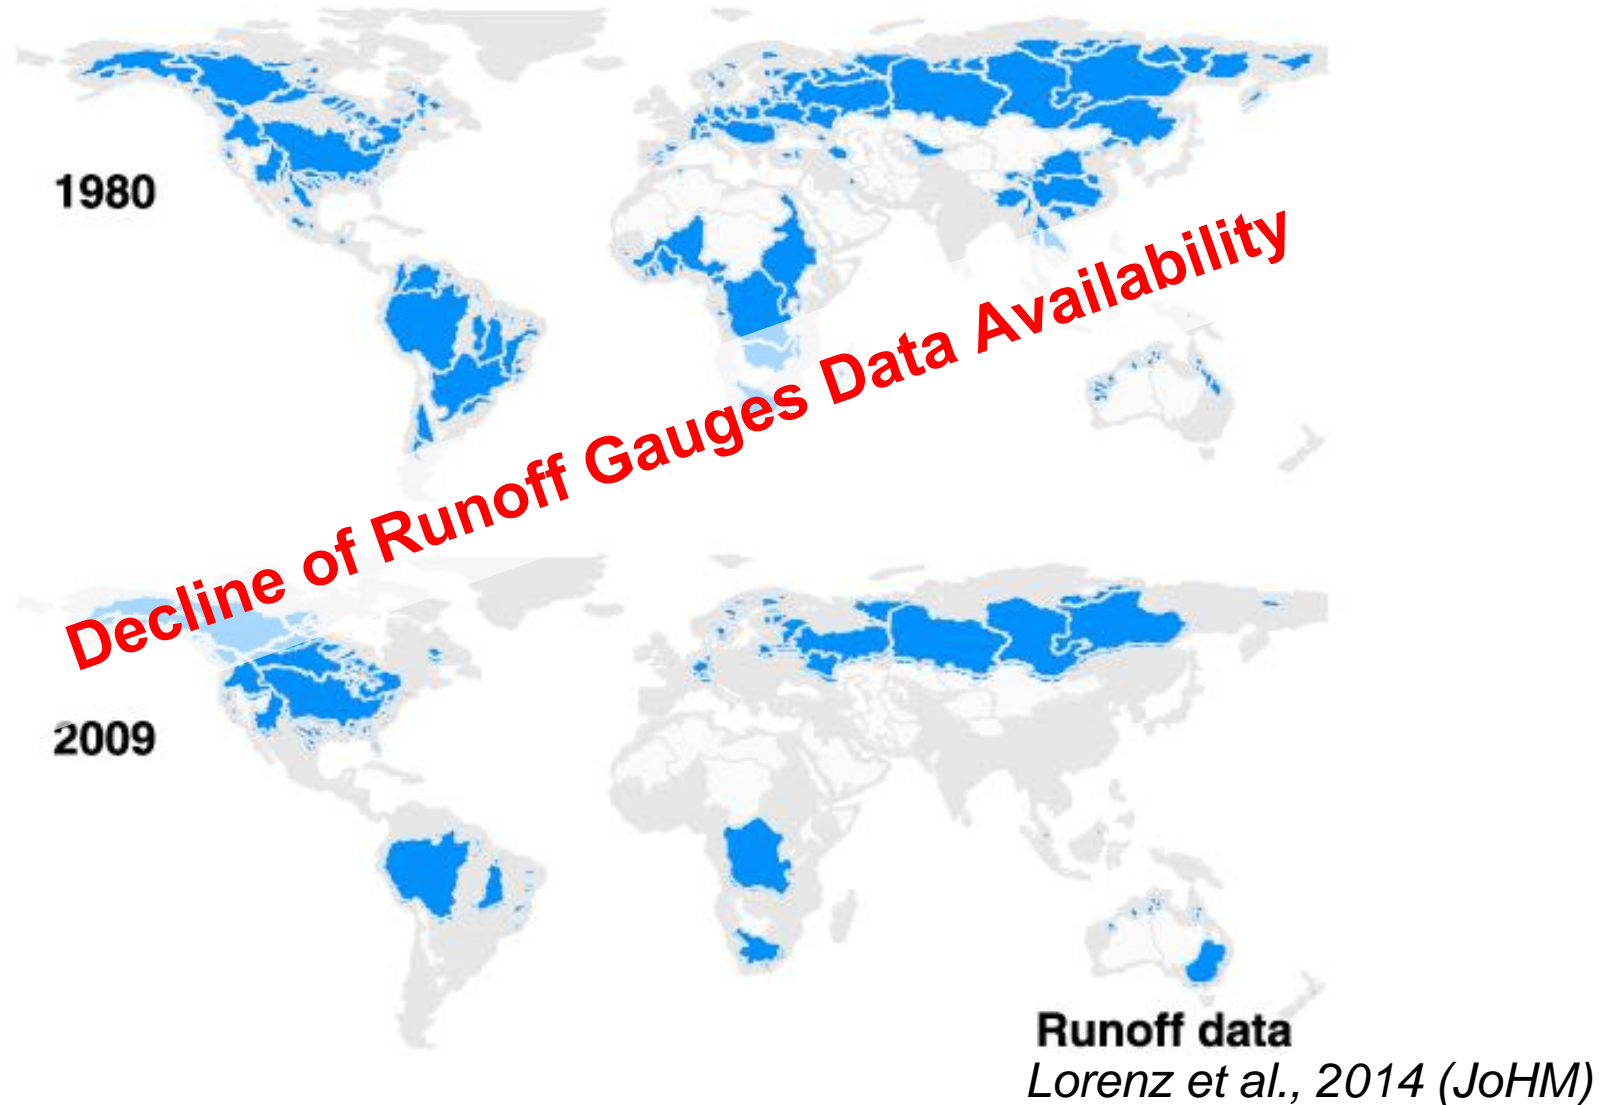 1980
Decline of Runoff Gauges Data Availability
2009
Runoff data
Lorenz et al., 2014 (JoHM)